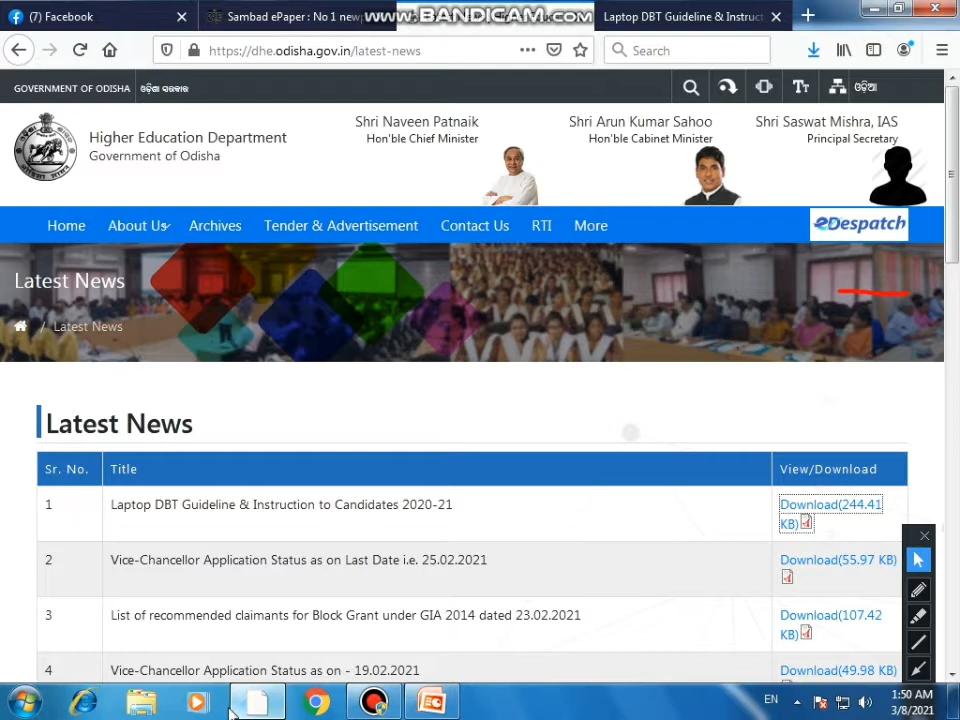 (7) Facebook
Sambad ePaper : No 1 newp
www.BANDICAM.com
Laptop DBT Guideline & Instruct
https://dhe.odisha.gov.in/latest-news
Search
GOVERNMENT OF ODISHA
ଓଡ଼ିଶା ସରକାର
Tт
ଓଡ଼ିଆ
Higher Education Department
Government of Odisha
Shri Naveen Patnaik
Hon'ble Chief Minister
Shri Arun Kumar Sahoo
Hon'ble Cabinet Minister
Shri Saswat Mishra, IAS
Principal Secretary
Home About Us Archives Tender & Advertisement Contact Us RTI More
eDespatch
Latest News
/ Latest News
Latest News
Sr. No. Title View/Download
1 Laptop DBT Guideline & Instruction to Candidates 2020-21 Download(244.41
KB)
2 Vice-Chancellor Application Status as on Last Date i.e. 25.02.2021 Download(55.97 KB)
3 List of recommended claimants for Block Grant under GIA 2014 dated 23.02.2021 Download(107.42
KB)
4 Vice-Chancellor Application Status as on - 19.02.2021 Download(49.98 KB)
EN
1:50 AM
3/8/2021